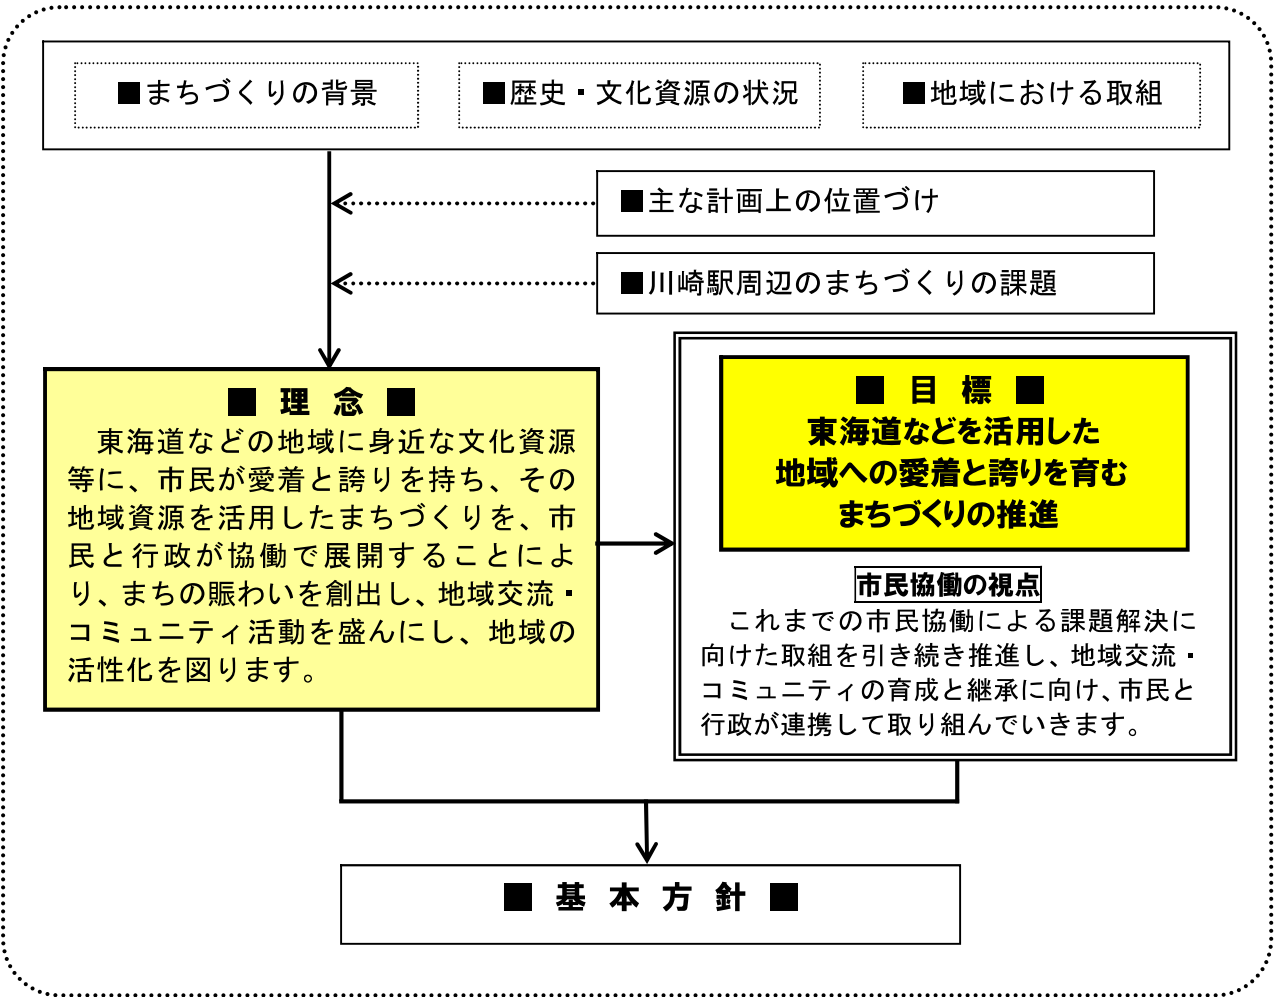 ■まちづくりの背景
■歴史・文化資源の状況
■地域における取組
■主な計画上の位置づけ
■川崎駅周辺のまちづくりの課題
■ 理 念 ■
東海道などの地域に身近な文化資源
等に、市民が愛着と誇りを持ち、その
地域資源を活用したまちづくりを、市
民と行政が協働で展開することによ
り、まちの賑わいを創出し、地域交流・
コミュニティ活動を盛んにし、地域の
活性化を図ります。
■ 目 標 ■
東海道などを活用した
地域への愛着と誇りを育む
まちづくりの推進
市民協働の視点
これまでの市民協働による課題解決に
向けた取組を引き続き推進し、地域交流・
コミュニティの育成と継承に向け、市民と
行政が連携して取り組んでいきます。
■ 基 本 方 針 ■